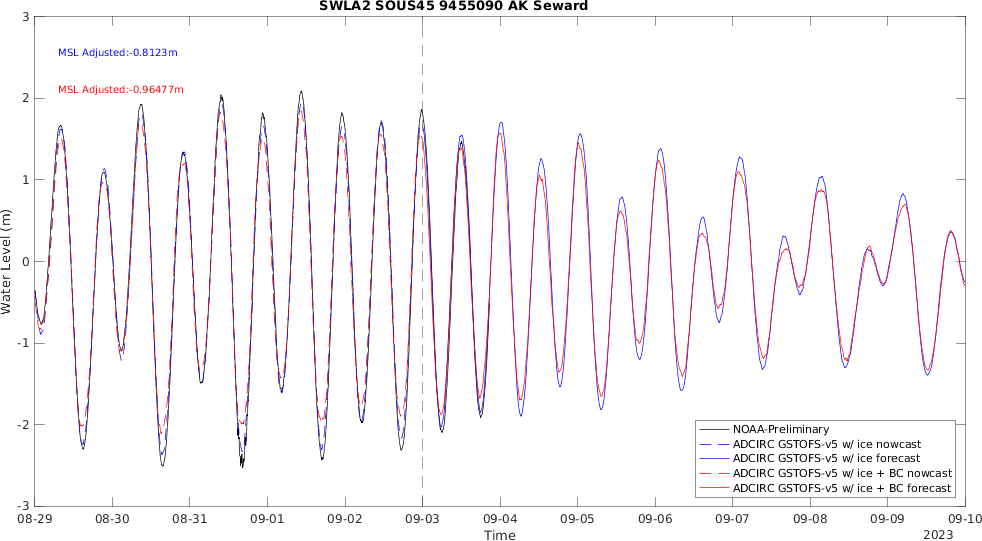 SWLA2 SOUS45 9455090 AK Seward
3
MSL Adjusted:-0.8123m
MSL Adjusted:-0.96477m
2
1
0
-1
-2
-3
Water Level (m)
NOAA-Preliminary
ADCIRC GSTOFS-v5 w/ ice nowcast
ADCIRC GSTOFS-v5 w/ ice forecast
ADCIRC GSTOFS-v5 w/ ice + BC nowcast
ADCIRC GSTOFS-v5 w/ ice + BC forecast
08-29 08-30 08-31 09-01 09-02 09-03 09-04 09-05 09-06 09-07 09-08 09-09 09-10
Time
2023